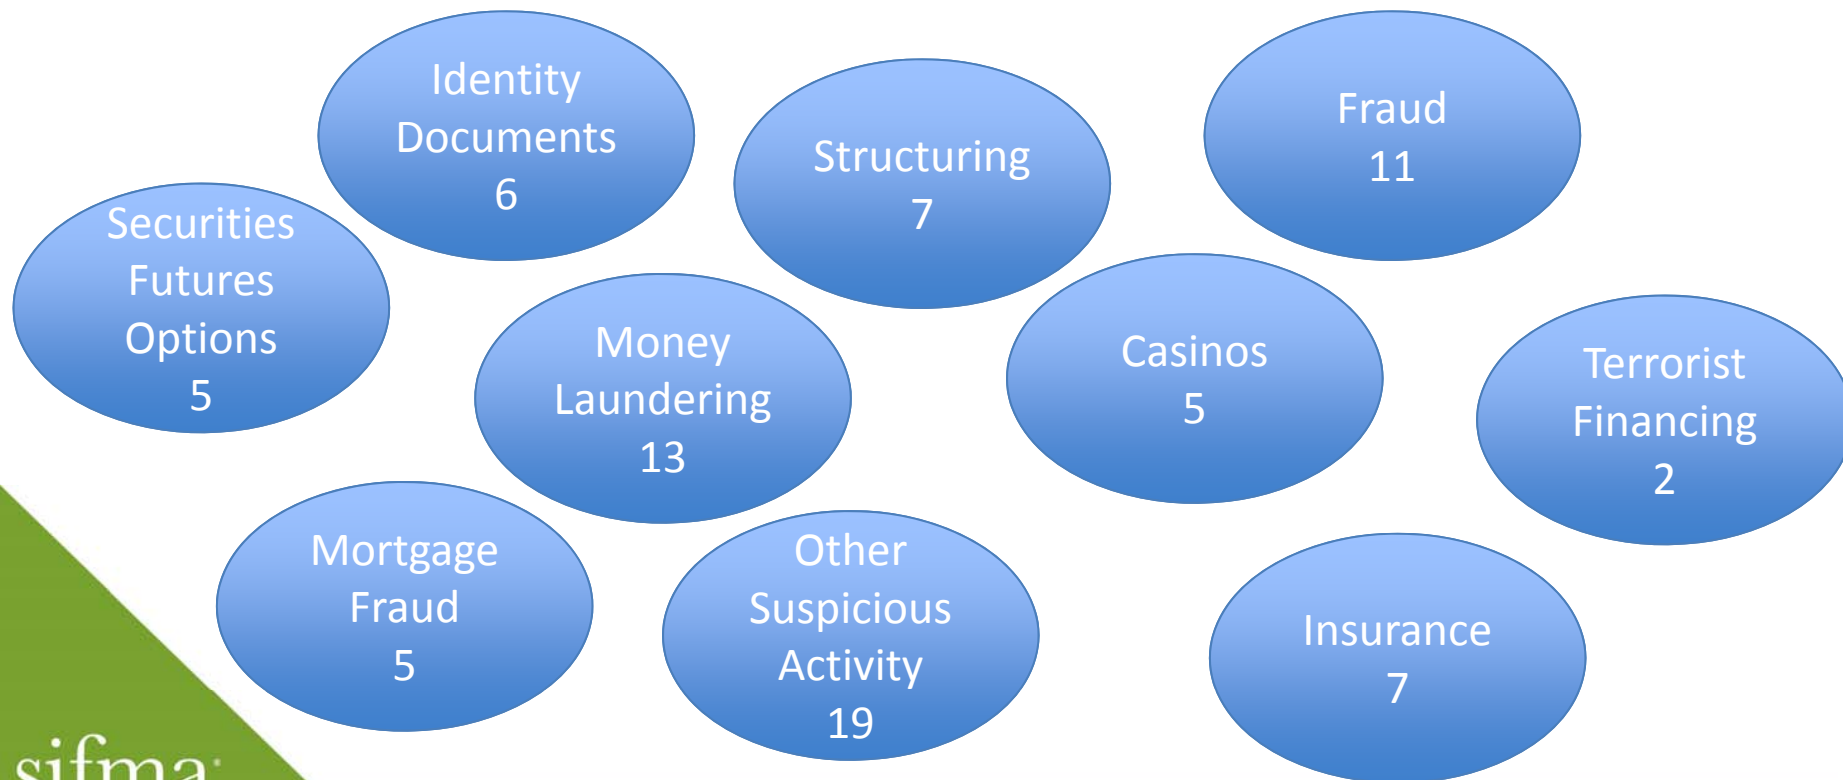 Identity
Documents
6
Structuring
7
Fraud
11
Securities
Futures
Options
5
Money
Laundering
13
Casinos
5
Terrorist
Financing
2
Mortgage
Fraud
5
Other
Suspicious
Activity
19
Insurance
7
sifma